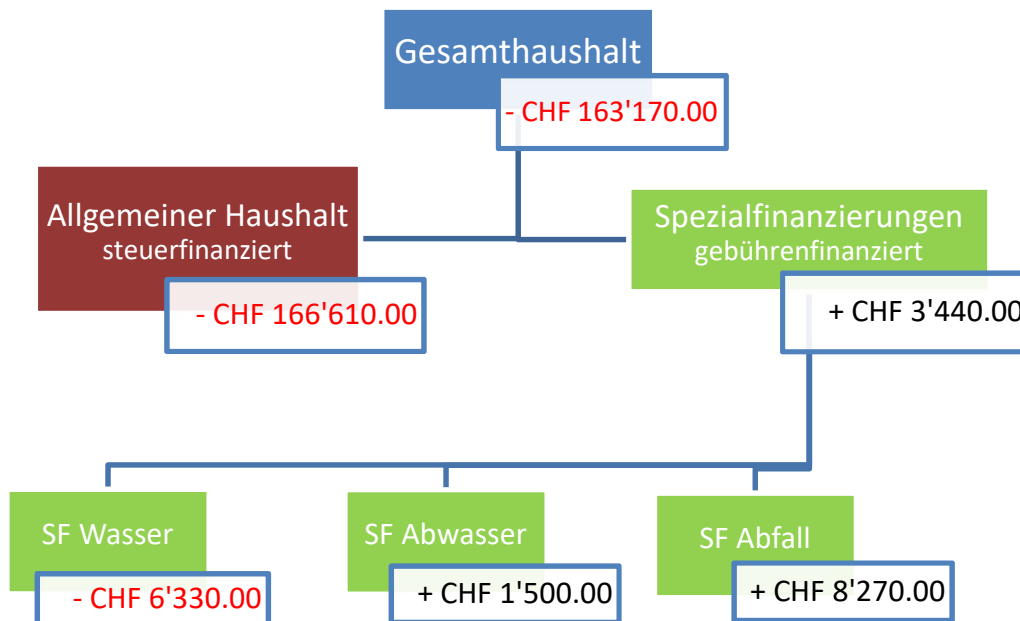 Gesamthaushalt
- CHF 163'170.00
Allgemeiner Haushalt
steuerfinanziert
- CHF 166'610.00
Spezialfinanzierungen
gebührenfinanziert
+ CHF 3'440.00
SF Wasser
- CHF 6'330.00
SF Abwasser
+ CHF 1'500.00
SF Abfall
+ CHF 8'270.00